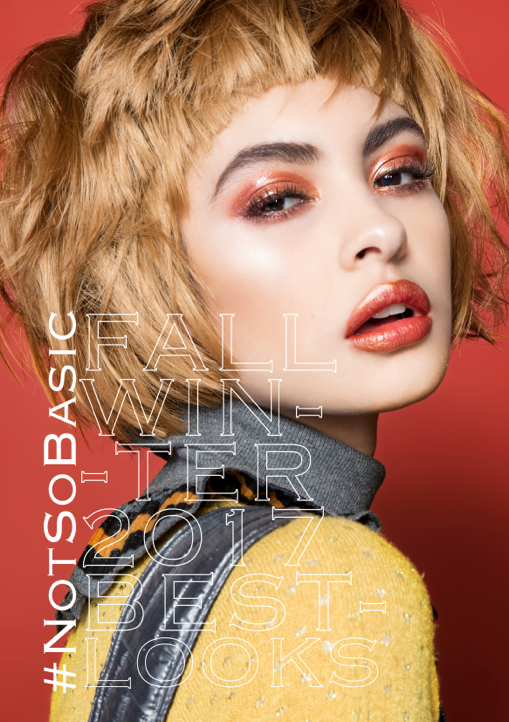 #NotSoBasic
FALL
WIN-
-TER
2017
BEST-
LOOKS